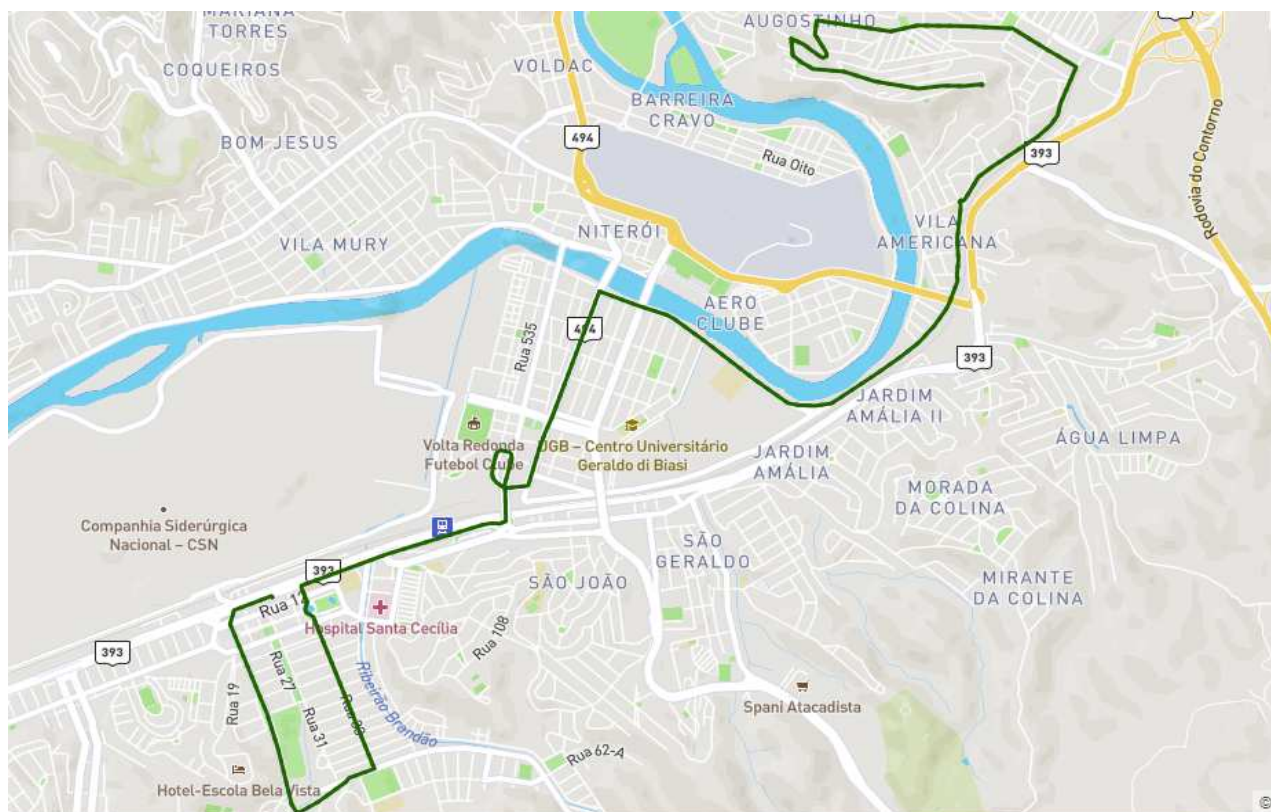 MARIANA
TORRES
AUGOSTINHO
COQUEIROS
VOLDAC
BARREIRA
CRAVO
494
BOM JESUS
Rua Oito
393
Rodovia do Contorno
VILA MURY
NITERÓI
VILA
AMERICANA
AERO
CLUBE
494
Rua 535
393
JARDIM
AMÁLIA II
Volta Redonda
Futebol Clube
UGB – Centro Universitário
Geraldo di Biasi
JARDIM
AMÁLIA
ÁGUA LIMPA
MORADA
DA COLINA
Companhia Siderúrgica
Nacional – CSN
SÃO
GERALDO
393
SÃO JOÃO
MIRANTE
DA COLINA
Hospital Santa Cecília
Rua 108
393
Rua 27
Rua 19
Rua 31
Ribeirão Brandão
Spani Atacadista
Rua 62-A
Hotel-Escola Bela Vista
©